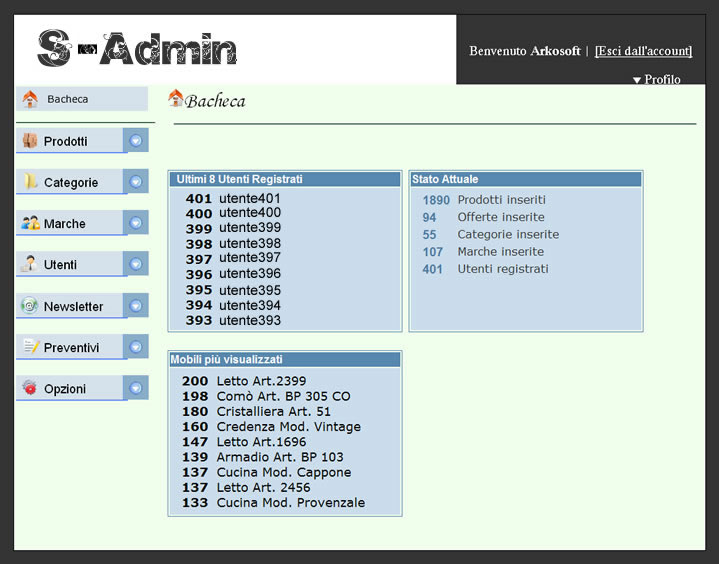 S-Admin
Benvenuto Arkosoft | [Esci dall'account]
Profilo
Bacheca
Prodotti
Categorie
Marche
Utenti
Newsletter
Preventivi
Opzioni
Bacheca
Ultimi 8 Utenti Registrati
401 utente401
400 utente400
399 utente399
398 utente398
397 utente397
396 utente396
395 utente395
394 utente394
393 utente393
Stato Attuale
1890 Prodotti inseriti
94 Offerte inserite
55 Categorie inserite
107 Marche inserite
401 Utenti registrati
Mobili più visualizzati
200 Letto Art.2399
198 Comò Art. BP 305 CO
180 Cristalliera Art. 51
160 Credenza Mod. Vintage
147 Letto Art.1696
139 Armadio Art. BP 103
137 Cucina Mod. Cappone
137 Letto Art. 2456
133 Cucina Mod. Provenzale